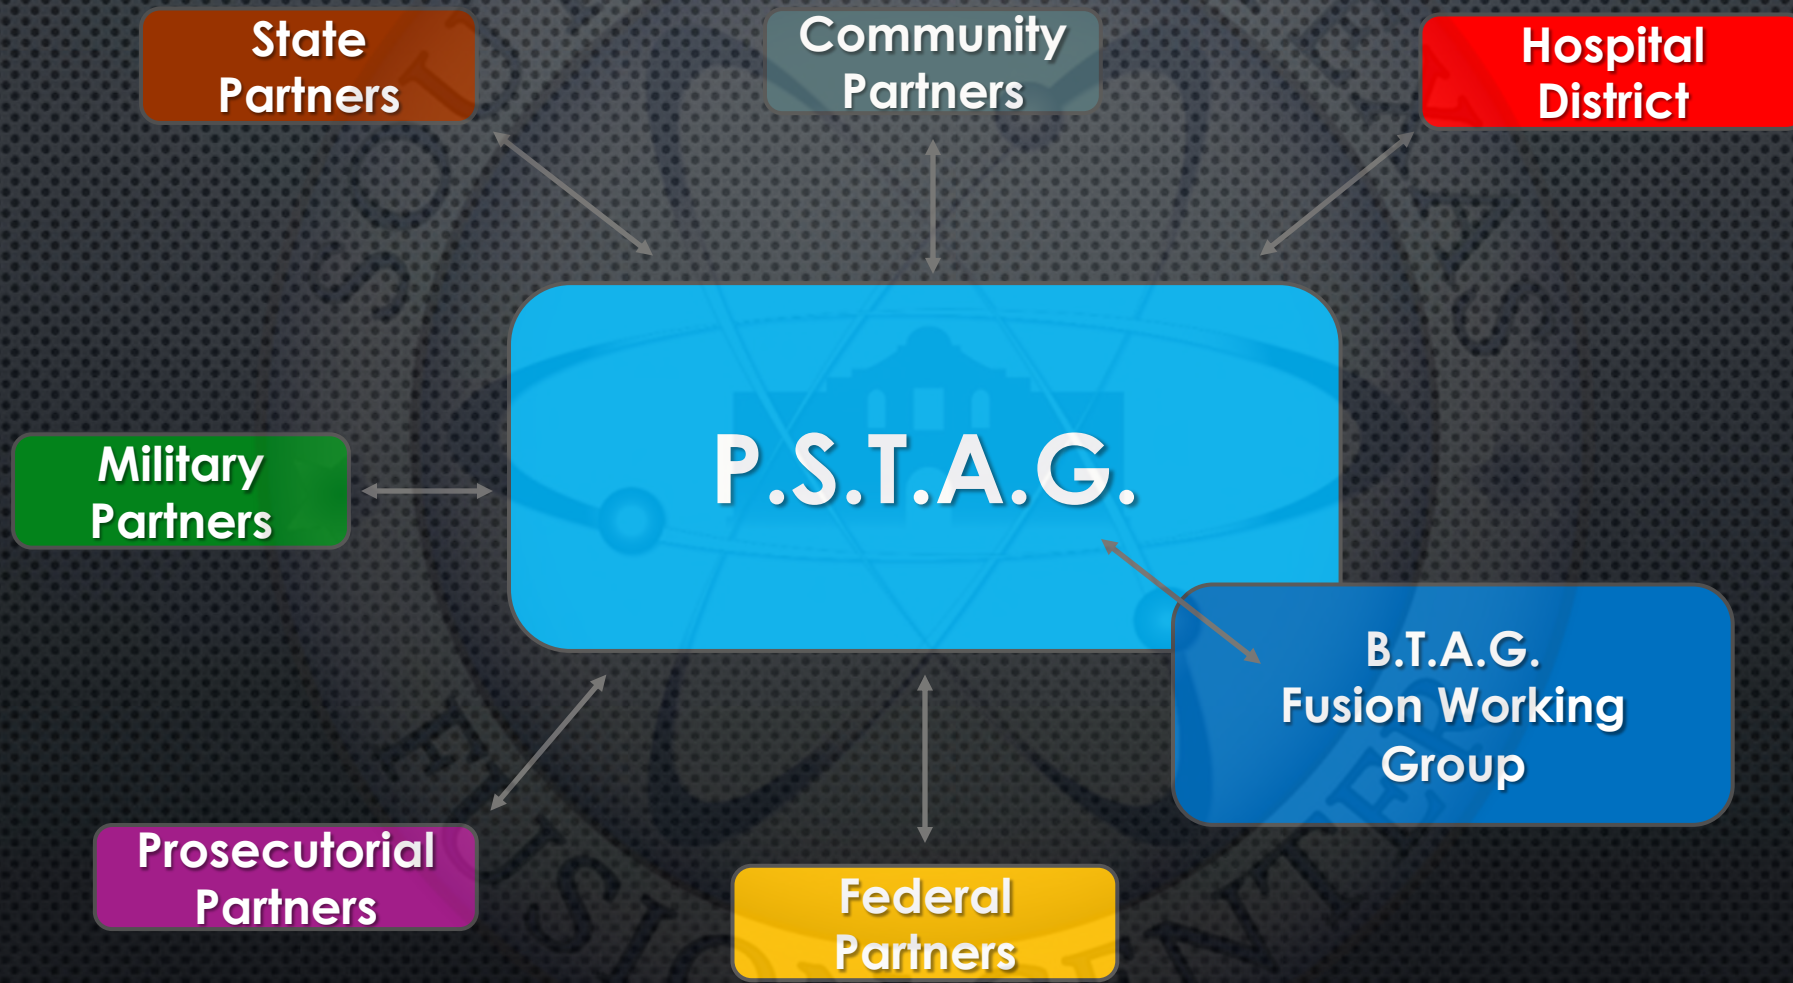 State
Partners
Community
Partners
Hospital
District
Military
Partners
P.S.T.A.G.
B.T.A.G.
Fusion Working
Group
Prosecutorial
Partners
Federal
Partners